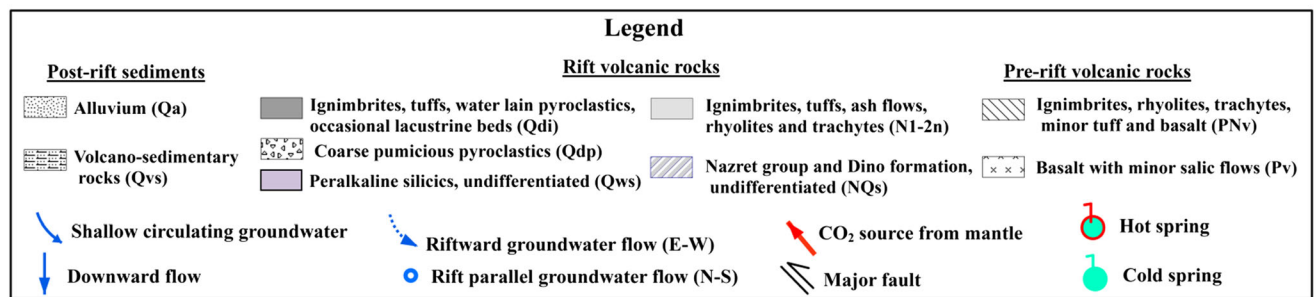 Legend
Post-rift sediments
Rift volcanic rocks
Pre-rift volcanic rocks
Alluvium (Qa)
Ignimbrites, tuffs, water lain pyroclastics,
occasional lacustrine beds (Qdi)
Ignimbrites, tuffs, ash flows,
rhyolites and trachytes (N1-2n)
Ignimbrites, rhyolites, trachytes,
minor tuff and basalt (PNv)
Volcano-sedimentary
rocks (Qvs)
Coarse pumicious pyroclastics (Qdp)
Peralkaline silicics, undifferentiated (Qws)
Nazret group and Dino formation,
undifferentiated (NQs)
Basalt with minor salic flows (Pv)
Shallow circulating groundwater
Riftward groundwater flow (E-W)
CO₂ source from mantle
Hot spring
Downward flow
Rift parallel groundwater flow (N-S)
Major fault
Cold spring